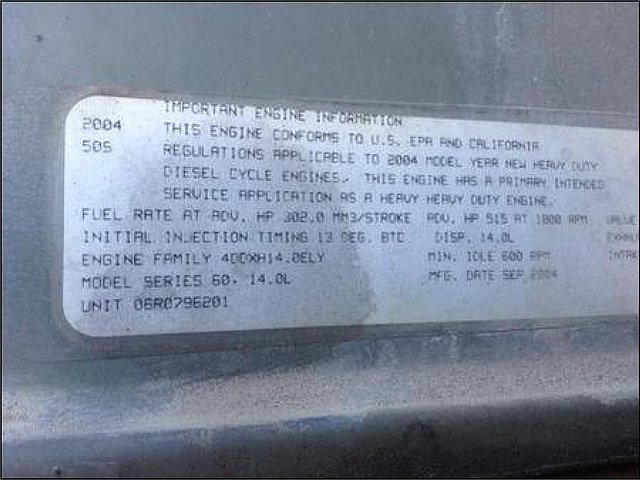 IMPORTANT ENGINE INFORMATION
2004 THIS ENGINE CONFORMS TO U.S. EPA AND CALIFORNIA
50S REGULATIONS APPLICABLE TO 2004 MODEL YEAR NEW HEAVY DUTY
DIESEL CYCLE ENGINES. THIS ENGINE HAS A PRIMARY INTENDED
SERVICE APPLICATION AS A HEAVY HEAVY DUTY ENGINE.
FUEL RATE AT ADV. HP 302.0 MM3/STROKE ADV. HP 515 AT 1800 RPM VALVE
INITIAL INJECTION TIMING 13 DEG. BTC DISP. 14.0L EXHAU
ENGINE FAMILY 4DDXH14.0ELY MIN. IDLE 600 RPM INTAK
MODEL SERIES 60, 14.0L MFG. DATE SEP 2004
UNIT 06R0796201